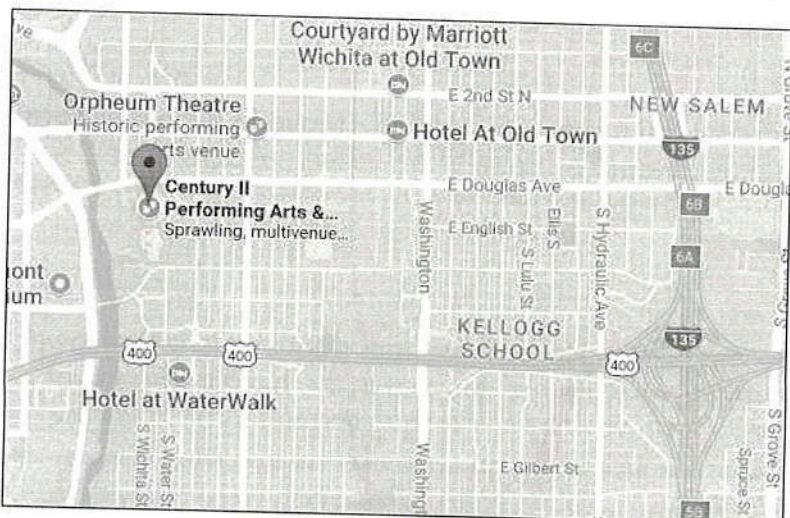 Courtyard by Marriott
Wichita at Old Town
6C
E 2nd St N
NEW SALEM
Orpheum Theatre
Historic performing
arts venue
Hotel At Old Town
135
Century II
Performing Arts &...
Sprawling, multivenue...
E Douglas Ave
E Dougla
6B
Washington
E English St
Ellis S
S Lulu St
S Hydraulic Ave
6A
ont
ium
KELLOGG
SCHOOL
135
400
400
400
Hotel at WaterWalk
S Wichita St
S Water St
Washingt
E Gilbert St
Spruce St
S Grove St
5B